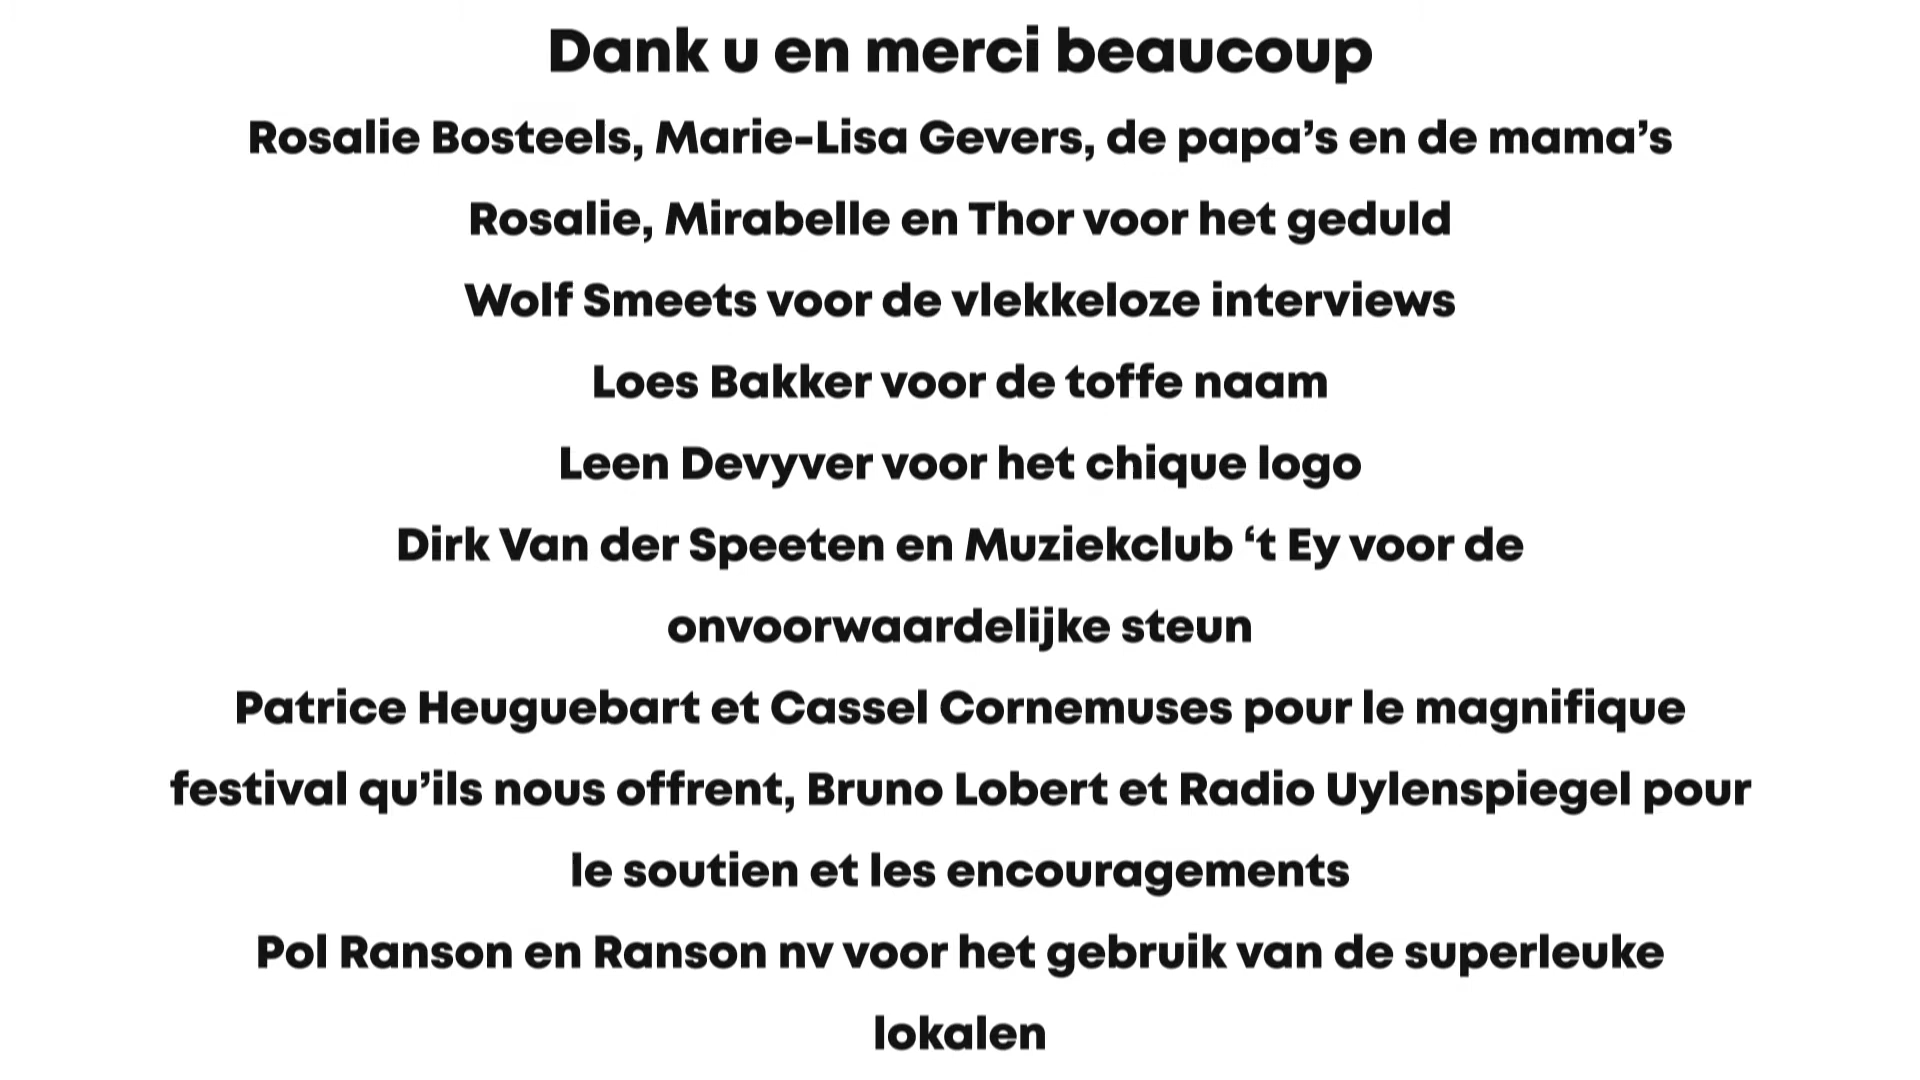 Dank u en merci beaucoup
Rosalie Bosteels, Marie-Lisa Gevers, de papa’s en de mama’s
Rosalie, Mirabelle en Thor voor het geduld
Wolf Smeets voor de vlekkeloze interviews
Loes Bakker voor de toffe naam
Leen Devyver voor het chique logo
Dirk Van der Speeten en Muziekclub ‘t Ey voor de
onvoorwaardelijke steun
Patrice Heuguebart et Cassel Cornemuses pour le magnifique
festival qu’ils nous offrent, Bruno Lobert et Radio Uylenspiegel pour
le soutien et les encouragements
Pol Ranson en Ranson nv voor het gebruik van de superleuke
lokalen